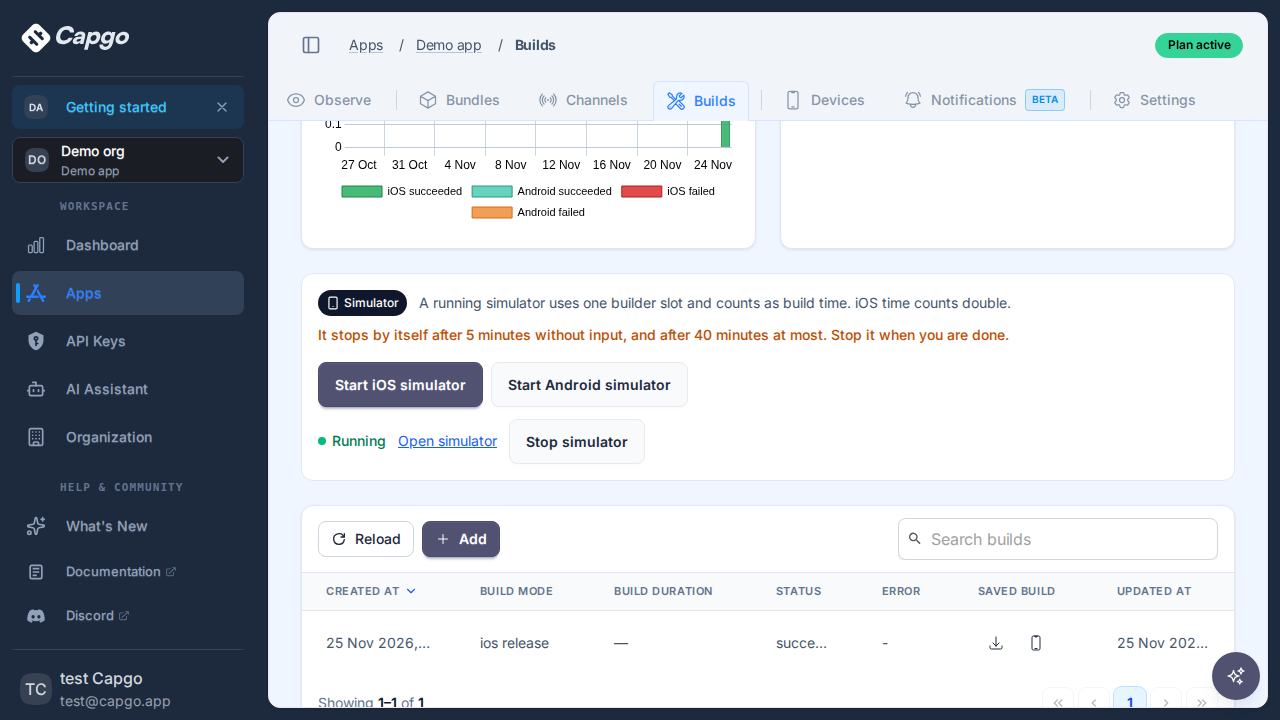 Capgo
DA Getting started
DO Demo org
Demo app
WORKSPACE
Dashboard
Apps
API Keys
AI Assistant
Organization
HELP & COMMUNITY
What's New
Documentation
Discord
TC test Capgo
test@capgo.app
Apps / Demo app / Builds
Plan active
Observe Bundles Channels Builds Devices Notifications BETA Settings
0.1
0
27 Oct 31 Oct 4 Nov 8 Nov 12 Nov 16 Nov 20 Nov 24 Nov
iOS succeeded Android succeeded iOS failed
Android failed
Simulator A running simulator uses one builder slot and counts as build time. iOS time counts double.
It stops by itself after 5 minutes without input, and after 40 minutes at most. Stop it when you are done.
Start iOS simulator Start Android simulator
Running Open simulator Stop simulator
Reload Add Search builds
CREATED AT BUILD MODE BUILD DURATION STATUS ERROR SAVED BUILD UPDATED AT
25 Nov 2026,... ios release — succe... - 25 Nov 202...
Showing 1–1 of 1 « ‹ 1 › »